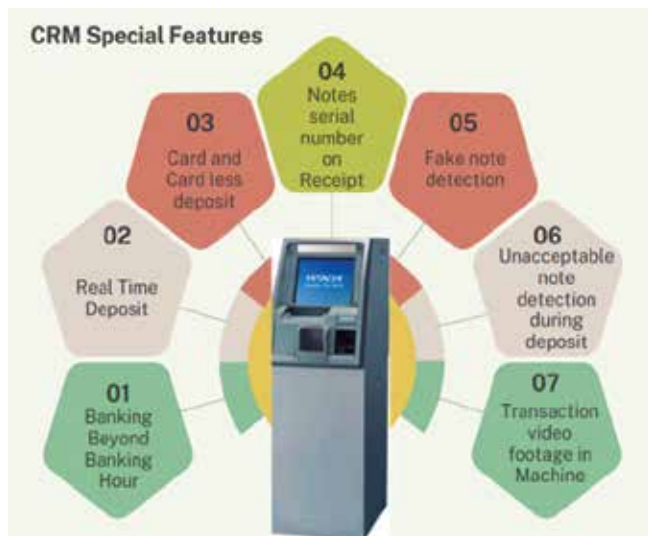 CRM Special Features
01
Banking
Beyond
Banking
Hour
02
Real Time
Deposit
03
Card and
Card less
deposit
04
Notes
serial
number
on
Receipt
05
Fake note
detection
06
Unacceptable
note
detection
during
deposit
07
Transaction
video
footage in
Machine
HITACHI